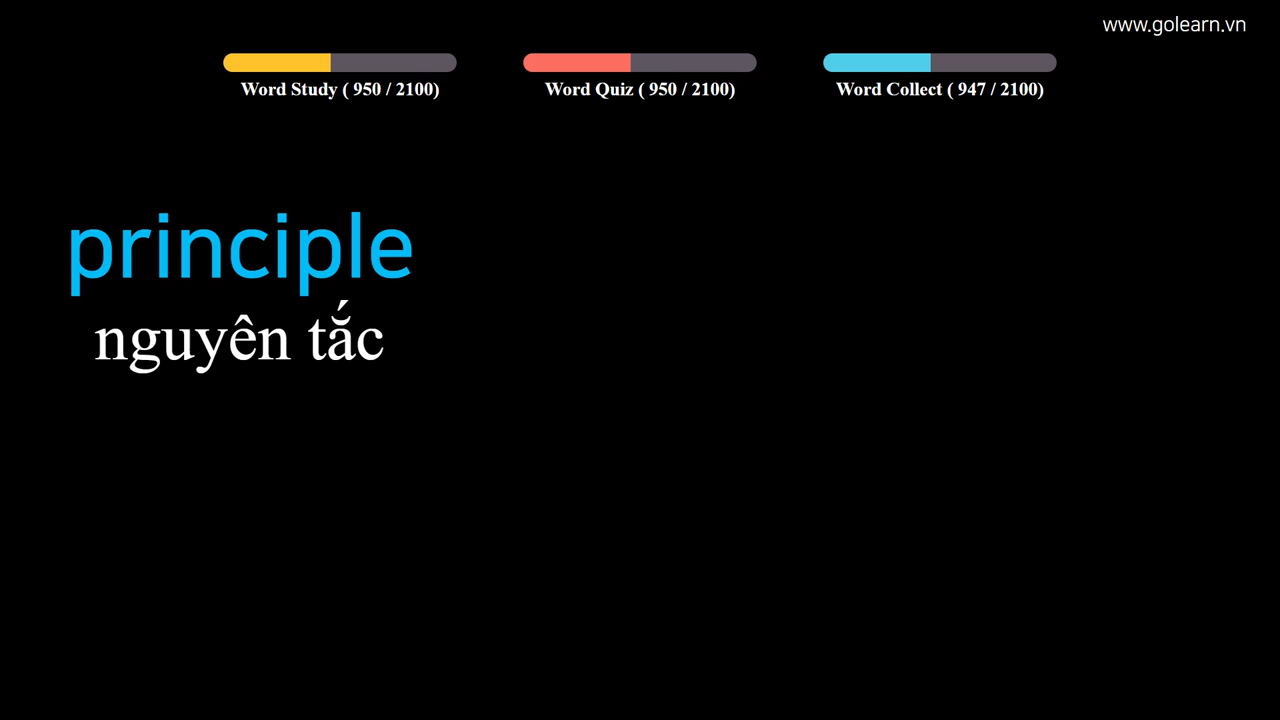 www.golearn.vn
Word Study ( 950 / 2100)
Word Quiz ( 950 / 2100)
Word Collect ( 947 / 2100)
principle
nguyên tắc